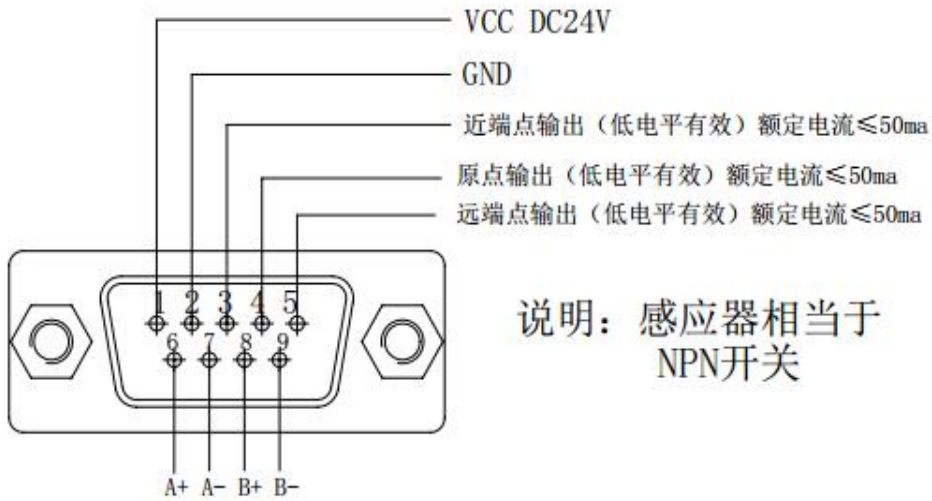 VCC DC24V
GND
近端点输出（低电平有效）额定电流≤50ma
原点输出（低电平有效）额定电流≤50ma
远端点输出（低电平有效）额定电流≤50ma
1 2 3 4 5
6 7 8 9
说明：感应器相当于
NPN开关
A+ A- B+ B-